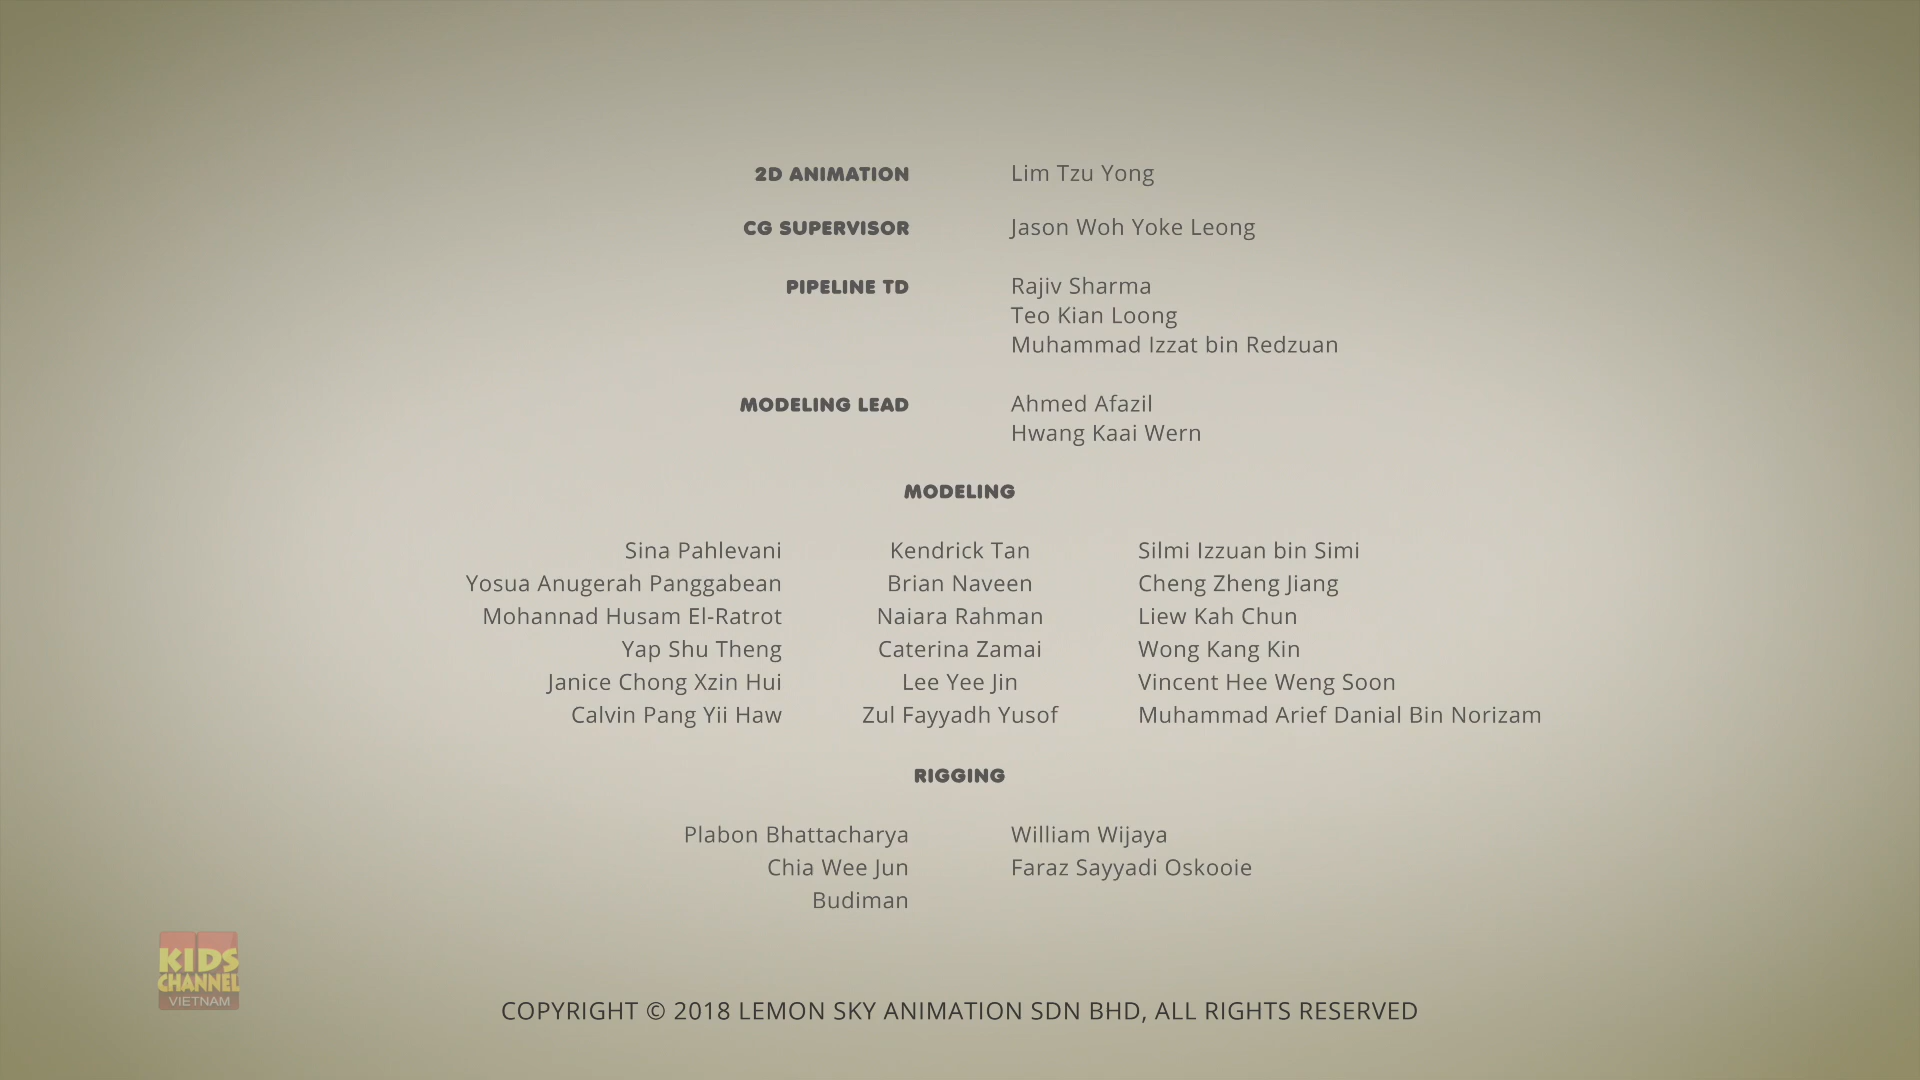 2D ANIMATION Lim Tzu Yong
CG SUPERVISOR Jason Woh Yoke Leong
PIPELINE TD Rajiv Sharma
Teo Kian Loong
Muhammad Izzat bin Redzuan
MODELING LEAD Ahmed Afazil
Hwang Kaai Wern
MODELING
Sina Pahlevani Kendrick Tan Silmi Izzuan bin Simi
Yosua Anugerah Panggabean Brian Naveen Cheng Zheng Jiang
Mohannad Husam El-Ratrot Naiara Rahman Liew Kah Chun
Yap Shu Theng Caterina Zamai Wong Kang Kin
Janice Chong Xzin Hui Lee Yee Jin Vincent Hee Weng Soon
Calvin Pang Yii Haw Zul Fayyadh Yusof Muhammad Arief Danial Bin Norizam
RIGGING
Plabon Bhattacharya William Wijaya
Chia Wee Jun Faraz Sayyadi Oskooie
Budiman
KIDS
CHANNEL
VIETNAM
COPYRIGHT © 2018 LEMON SKY ANIMATION SDN BHD, ALL RIGHTS RESERVED